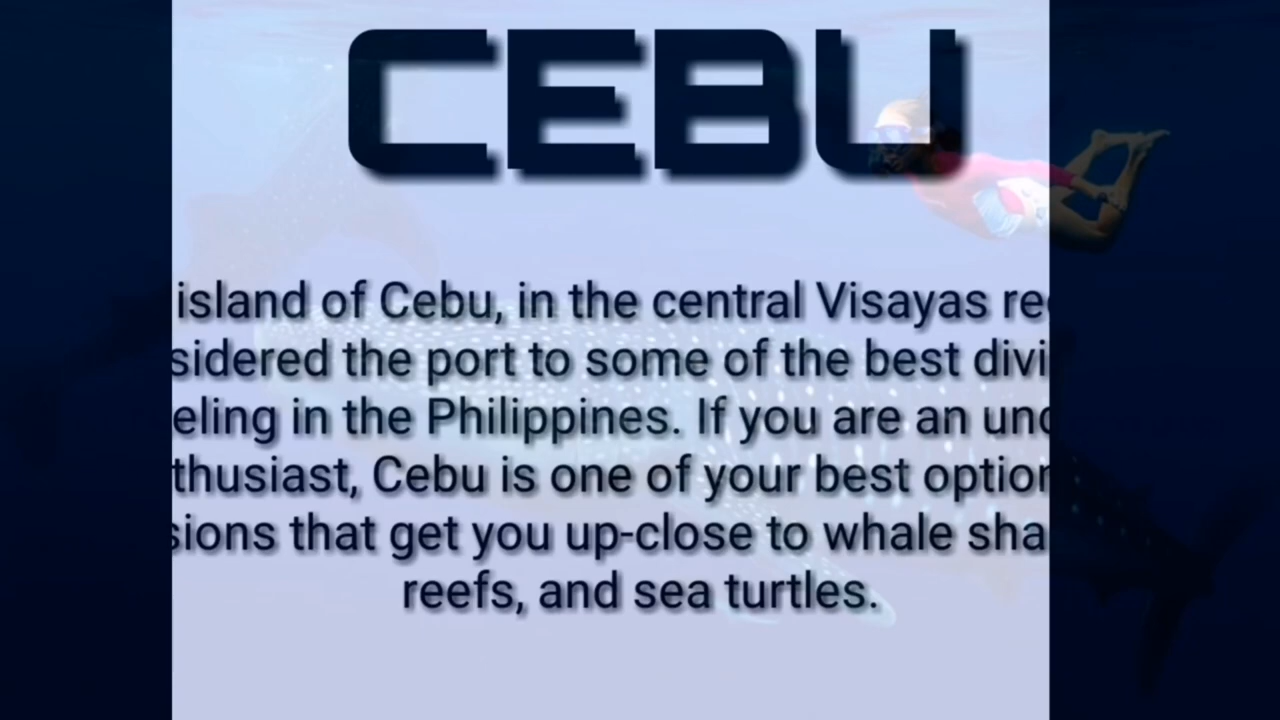 CEBU
island of Cebu, in the central Visayas re
sidered the port to some of the best divi
eling in the Philippines. If you are an un
thusiast, Cebu is one of your best option
sions that get you up-close to whale sha
reefs, and sea turtles.